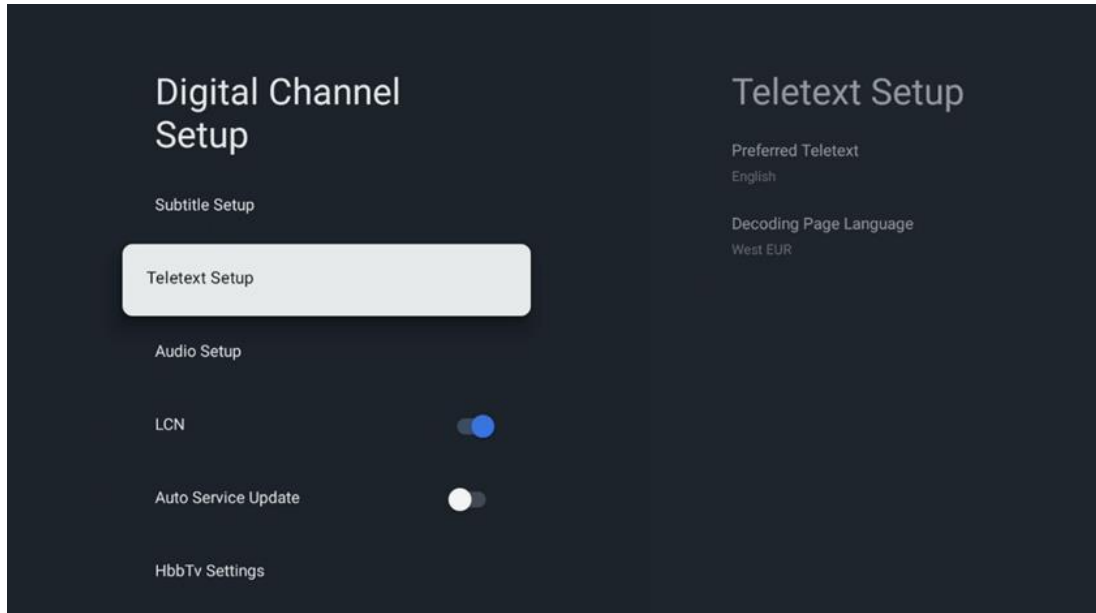 Digital Channel
Setup
Subtitle Setup
Teletext Setup
Audio Setup
LCN
Auto Service Update
HbbTv Settings
Teletext Setup
Preferred Teletext
English
Decoding Page Language
West EUR